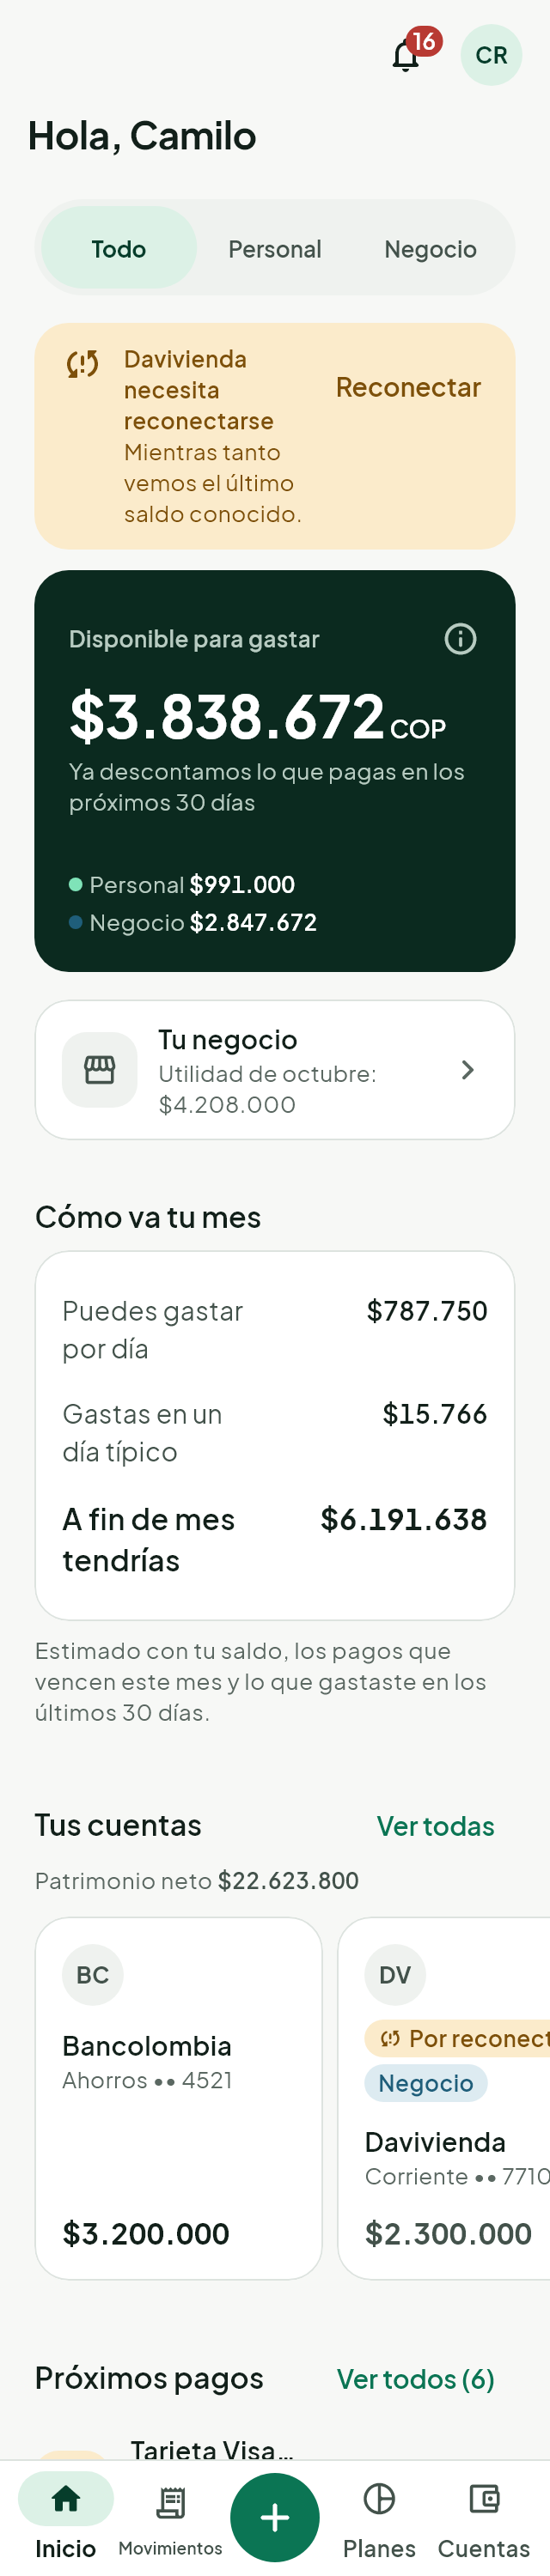 16
CR
Hola, Camilo
Todo Personal Negocio
Davivienda
necesita
reconectarse
Reconectar
Mientras tanto
vemos el último
saldo conocido.
Disponible para gastar
$3.838.672 COP
Ya descontamos lo que pagas en los
próximos 30 días
Personal $991.000
Negocio $2.847.672
Tu negocio
Utilidad de octubre:
$4.208.000
Cómo va tu mes
Puedes gastar $787.750
por día
Gastas en un $15.766
día típico
A fin de mes $6.191.638
tendrías
Estimado con tu saldo, los pagos que
vencen este mes y lo que gastaste en los
últimos 30 días.
Tus cuentas Ver todas
Patrimonio neto $22.623.800
BC
Bancolombia
Ahorros •• 4521
$3.200.000
DV
Por reconect
Negocio
Davivienda
Corriente •• 7710
$2.300.000
Próximos pagos Ver todos (6)
Tarjeta Visa…
Inicio Movimientos Planes Cuentas